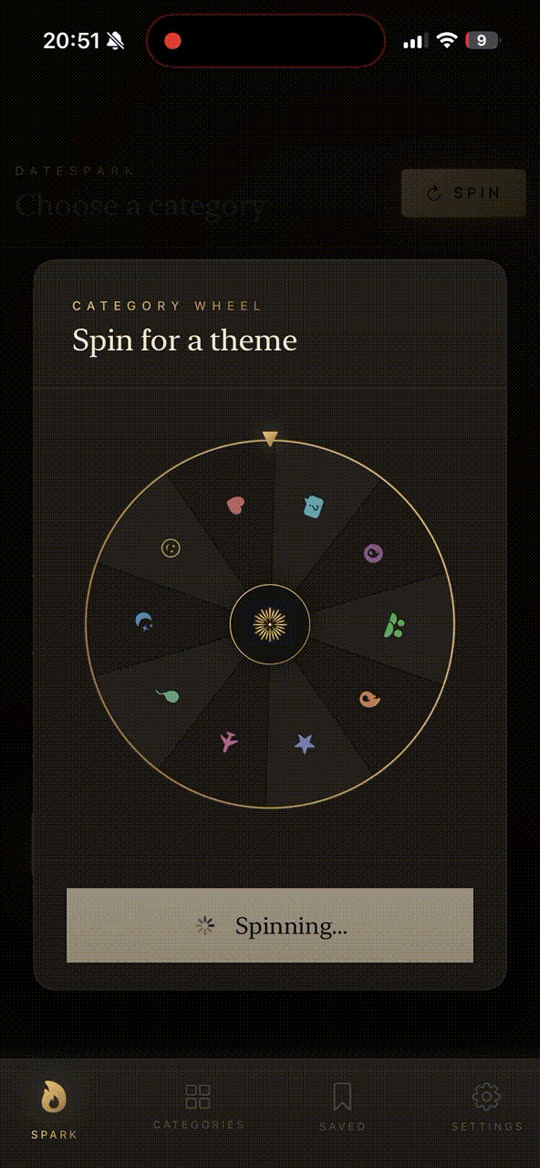 20:51
9
DATESPARK
Choose a category
SPIN
CATEGORY WHEEL
Spin for a theme
Spinning...
SPARK
CATEGORIES
SAVED
SETTINGS